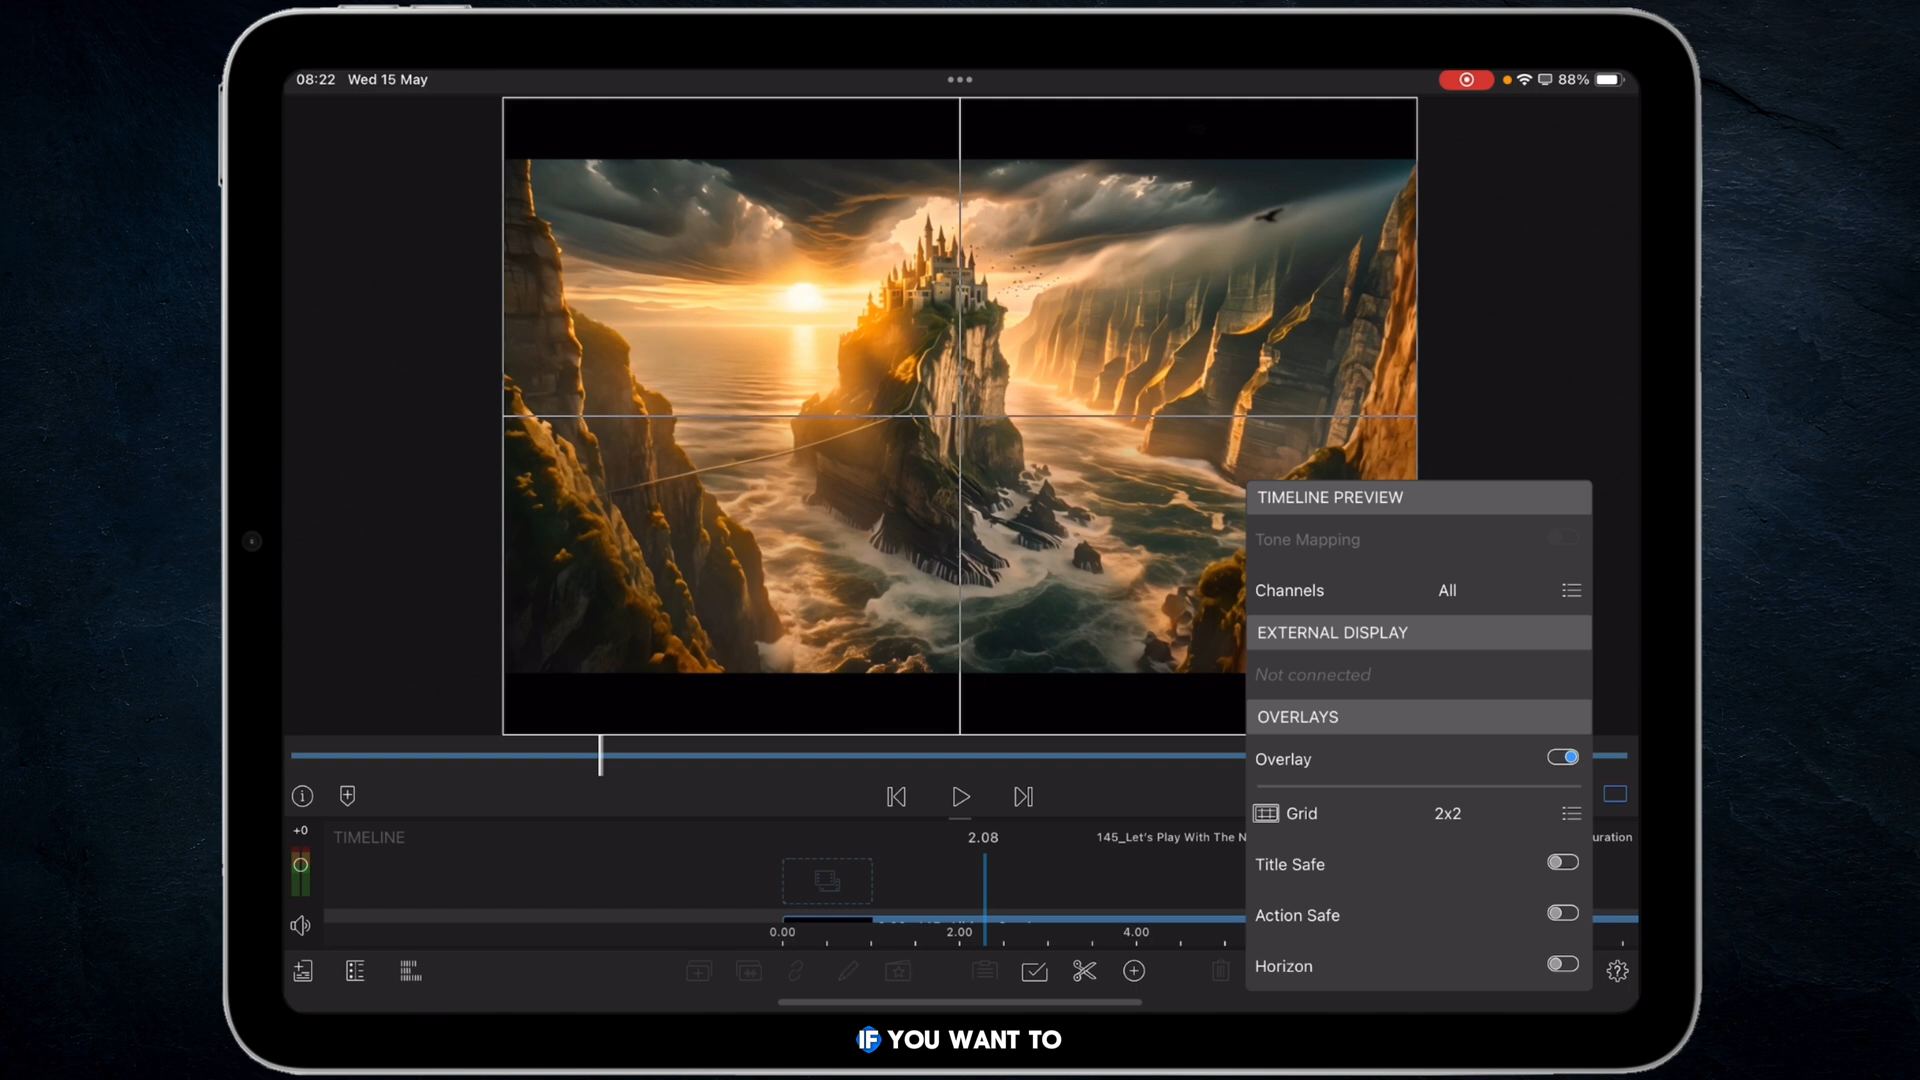 08:22 Wed 15 May
88%
TIMELINE PREVIEW
Tone Mapping
Channels All
EXTERNAL DISPLAY
Not connected
OVERLAYS
Overlay
Grid 2x2
Title Safe
Action Safe
Horizon
+0
TIMELINE
2.08
145_Let's Play With The N
uration
0.00
2.00
4.00
IF YOU WANT TO